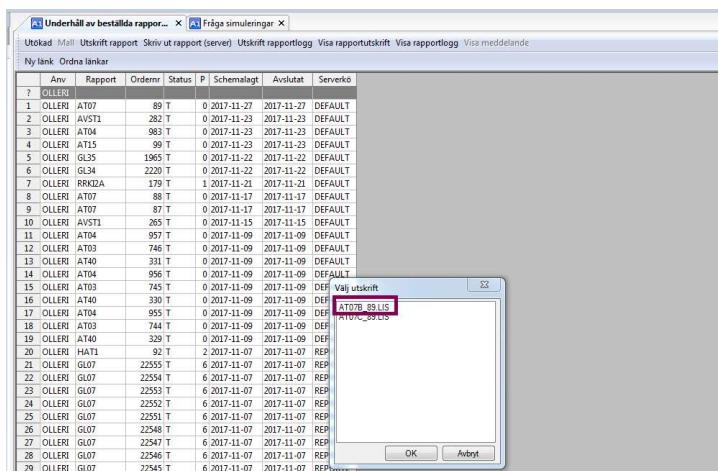 Underhåll av beställda rappor... Fråga simuleringar
Utökad Mall Utskrift rapport Skriv ut rapport (server) Utskrift rapportlogg Visa rapportutskrift Visa rapportlogg Visa meddelande
Ny länk Ordna länkar
Anv Rapport Ordernr Status P Schemalagt Avslutat Serverkö
? OLLERI
1 OLLERI AT07 89 T 0 2017-11-27 2017-11-27 DEFAULT
2 OLLERI AVST1 282 T 0 2017-11-23 2017-11-23 DEFAULT
3 OLLERI AT04 983 T 0 2017-11-23 2017-11-23 DEFAULT
4 OLLERI AT15 99 T 0 2017-11-23 2017-11-23 DEFAULT
5 OLLERI GL35 1965 T 0 2017-11-22 2017-11-22 DEFAULT
6 OLLERI GL34 2220 T 0 2017-11-22 2017-11-22 DEFAULT
7 OLLERI RRKI2A 179 T 1 2017-11-21 2017-11-21 DEFAULT
8 OLLERI AT07 88 T 0 2017-11-17 2017-11-17 DEFAULT
9 OLLERI AT07 87 T 0 2017-11-17 2017-11-17 DEFAULT
10 OLLERI AVST1 265 T 0 2017-11-15 2017-11-15 DEFAULT
11 OLLERI AT04 957 T 0 2017-11-09 2017-11-09 DEFAULT
12 OLLERI AT03 746 T 0 2017-11-09 2017-11-09 DEFAULT
13 OLLERI AT40 331 T 0 2017-11-09 2017-11-09 DEFAULT
14 OLLERI AT04 956 T 0 2017-11-09 2017-11-09 DEFAULT
15 OLLERI AT03 745 T 0 2017-11-09 2017-11-09 DEF
16 OLLERI AT40 330 T 0 2017-11-09 2017-11-09 DEF
17 OLLERI AT04 955 T 0 2017-11-09 2017-11-09 DEF
18 OLLERI AT03 744 T 0 2017-11-09 2017-11-09 DEF
19 OLLERI AT40 329 T 0 2017-11-09 2017-11-09 DEF
20 OLLERI HAT1 92 T 2 2017-11-07 2017-11-07 REP
21 OLLERI GL07 22555 T 6 2017-11-07 2017-11-07 REP
22 OLLERI GL07 22554 T 6 2017-11-07 2017-11-07 REP
23 OLLERI GL07 22553 T 6 2017-11-07 2017-11-07 REP
24 OLLERI GL07 22552 T 6 2017-11-07 2017-11-07 REP
25 OLLERI GL07 22551 T 6 2017-11-07 2017-11-07 REP
26 OLLERI GL07 22548 T 6 2017-11-07 2017-11-07 REP
27 OLLERI GL07 22547 T 6 2017-11-07 2017-11-07 REP
28 OLLERI GL07 22546 T 6 2017-11-07 2017-11-07 REP
29 OLLERI GL07 22545 T 6 2017-11-07 2017-11-07
Välj utskrift
AT07B_89.LIS
AT07C_89.LIS
OK Avbryt